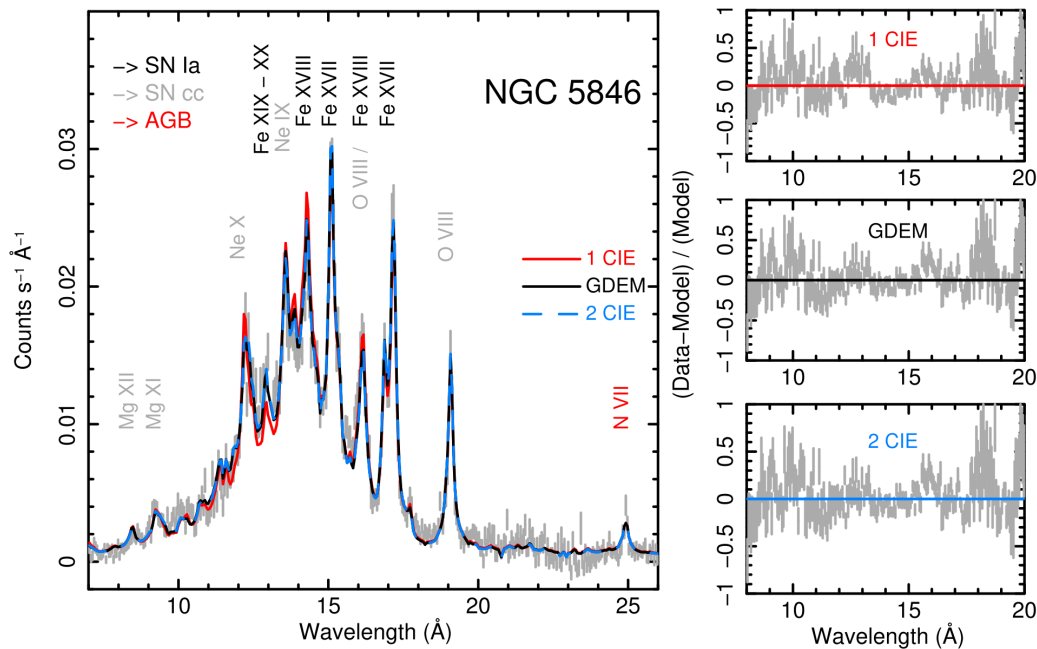 NGC 5846
−> SN Ia
−> SN cc
−> AGB
Fe XIX − XX
Ne IX
Fe XVIII
Fe XVII
O VIII /
Fe XVIII
Fe XVII
Ne X
O VIII
Mg XII
Mg XI
N VII
1 CIE
GDEM
2 CIE
Counts s⁻¹ Å⁻¹
0.03
0.02
0.01
0
10
15
20
25
Wavelength (Å)
(Data−Model) / (Model)
1 CIE
1
0.5
0
−0.5
−1
10
15
20
GDEM
1
0.5
0
−0.5
−1
10
15
20
2 CIE
1
0.5
0
−0.5
−1
10
15
20
Wavelength (Å)